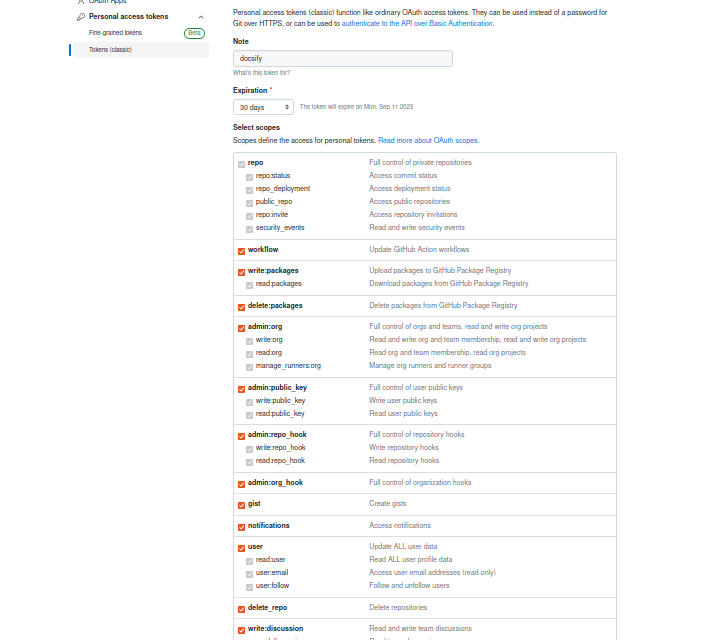 OAuth Apps
Personal access tokens
Fine-grained tokens
Beta
Tokens (classic)
Personal access tokens (classic) function like ordinary OAuth access tokens. They can be used instead of a password for
Git over HTTPS, or can be used to authenticate to the API over Basic Authentication.
Note
docsify
What's this token for?
Expiration *
30 days
The token will expire on Mon, Sep 11 2023
Select scopes
Scopes define the access for personal tokens. Read more about OAuth scopes.
repo Full control of private repositories
repo:status Access commit status
repo_deployment Access deployment status
public_repo Access public repositories
repo:invite Access repository invitations
security_events Read and write security events
workflow Update GitHub Action workflows
write:packages Upload packages to GitHub Package Registry
read:packages Download packages from GitHub Package Registry
delete:packages Delete packages from GitHub Package Registry
admin:org Full control of orgs and teams, read and write org projects
write:org Read and write org and team membership, read and write org projects
read:org Read org and team membership, read org projects
manage_runners:org Manage org runners and runner groups
admin:public_key Full control of user public keys
write:public_key Write user public keys
read:public_key Read user public keys
admin:repo_hook Full control of repository hooks
write:repo_hook Write repository hooks
read:repo_hook Read repository hooks
admin:org_hook Full control of organization hooks
gist Create gists
notifications Access notifications
user Update ALL user data
read:user Read ALL user profile data
user:email Access user email addresses (read-only)
user:follow Follow and unfollow users
delete_repo Delete repositories
write:discussion Read and write team discussions